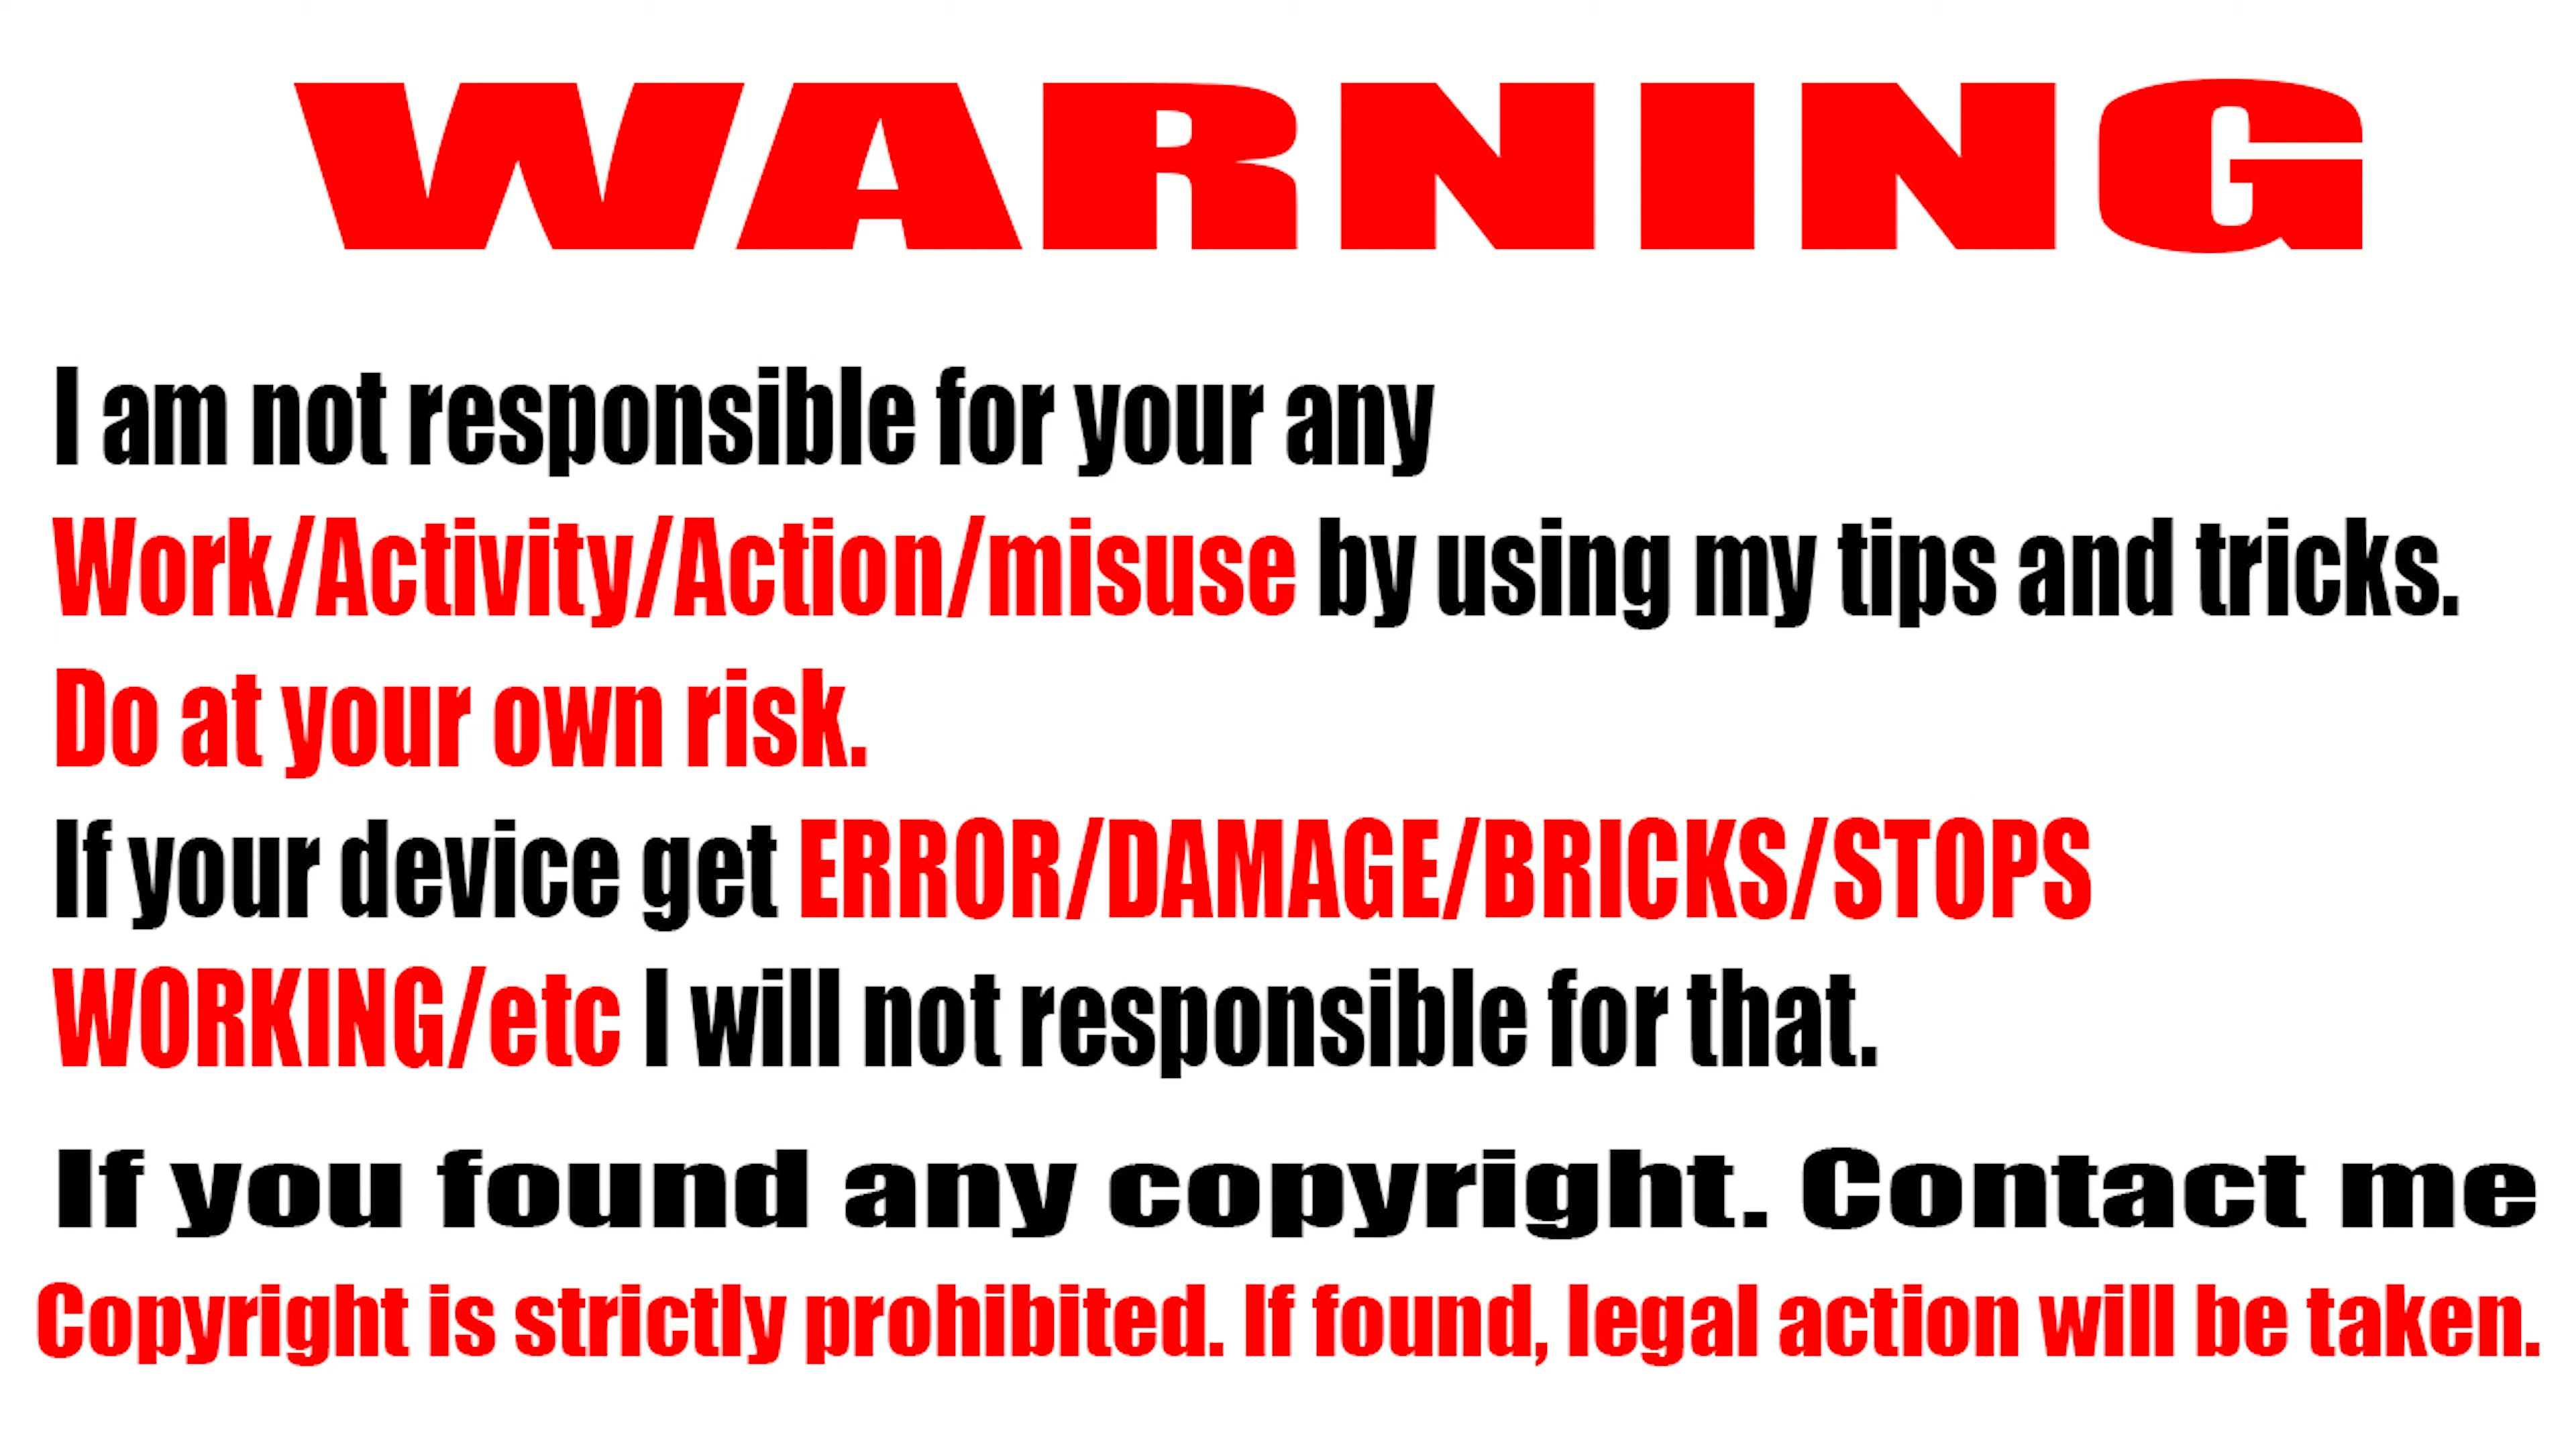 WARNING
I am not responsible for your any
Work/Activity/Action/misuse by using my tips and tricks.
Do at your own risk.
If your device get ERROR/DAMAGE/BRICKS/STOPS
WORKING/etc I will not responsible for that.
If you found any copyright. Contact me
Copyright is strictly prohibited. If found, legal action will be taken.